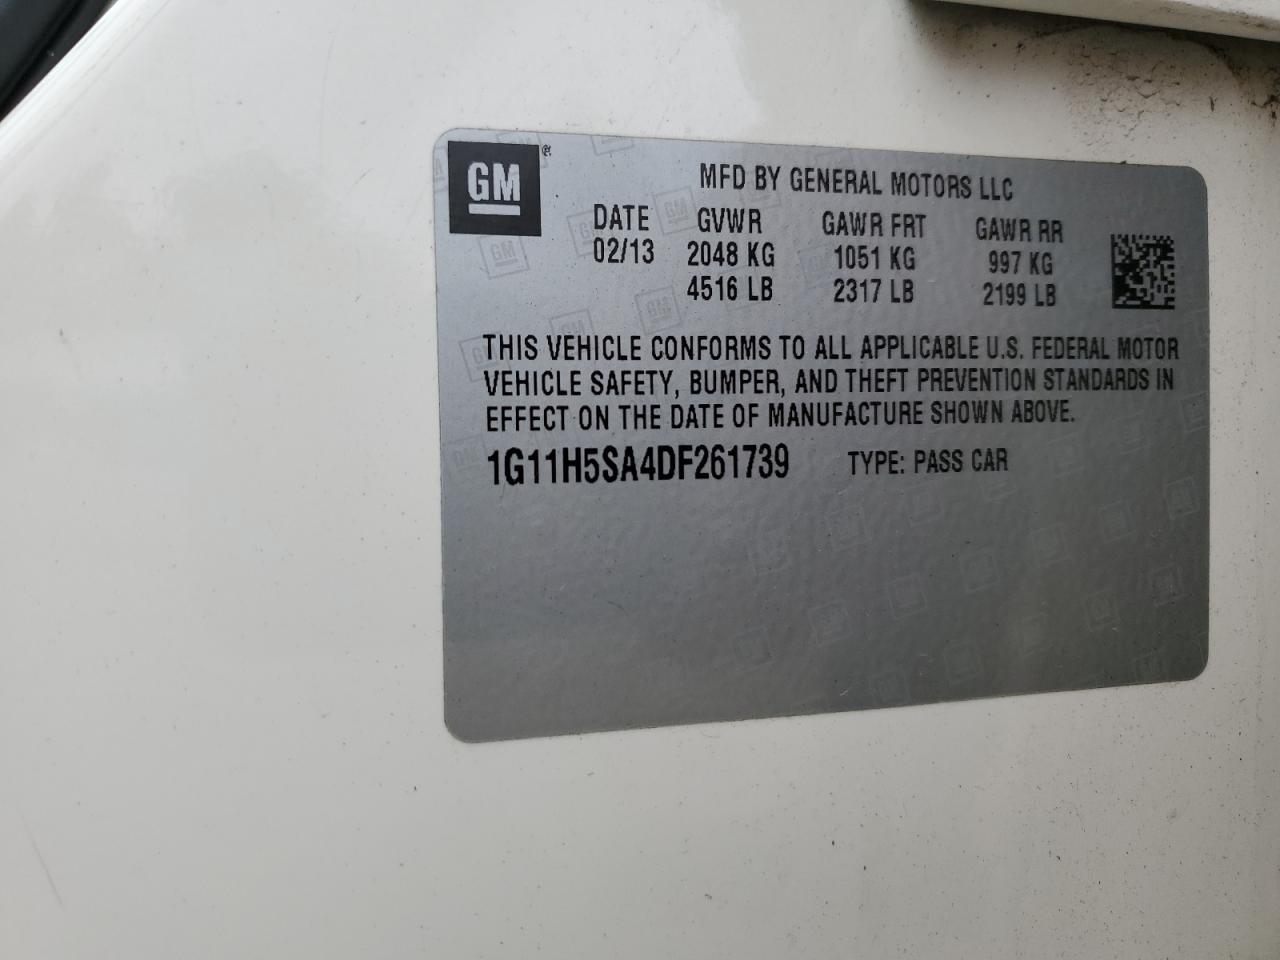 GM
MFD BY GENERAL MOTORS LLC
DATE GVWR GAWR FRT GAWR RR
02/13 2048 KG 1051 KG 997 KG
4516 LB 2317 LB 2199 LB
THIS VEHICLE CONFORMS TO ALL APPLICABLE U.S. FEDERAL MOTOR
VEHICLE SAFETY, BUMPER, AND THEFT PREVENTION STANDARDS IN
EFFECT ON THE DATE OF MANUFACTURE SHOWN ABOVE.
1G11H5SA4DF261739 TYPE: PASS CAR